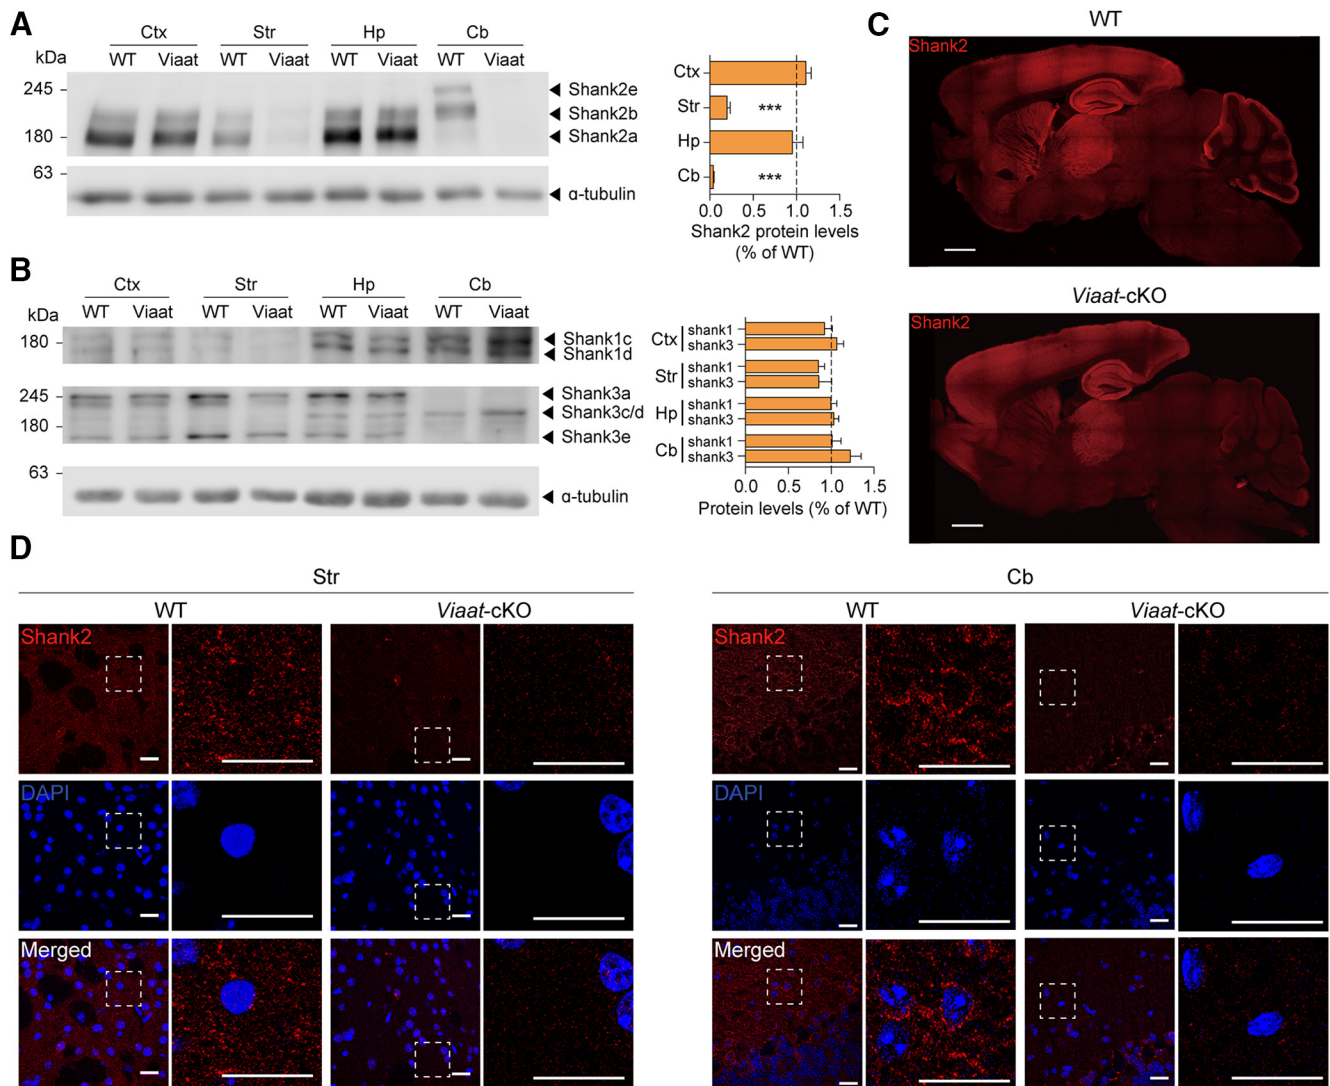 A
Ctx Str Hp Cb
kDa WT Viaat WT Viaat WT Viaat WT Viaat
245
180
63
Shank2e
Shank2b
Shank2a
α-tubulin
Ctx
Str ***
Hp
Cb ***
0.0 0.5 1.0 1.5
Shank2 protein levels
(% of WT)
B
Ctx Str Hp Cb
kDa WT Viaat WT Viaat WT Viaat WT Viaat
180
245
180
63
Shank1c
Shank1d
Shank3a
Shank3c/d
Shank3e
α-tubulin
Ctx shank1
shank3
Str shank1
shank3
Hp shank1
shank3
Cb shank1
shank3
0.0 0.5 1.0 1.5
Protein levels (% of WT)
C
WT
Shank2
Viaat-cKO
Shank2
D
Str
WT Viaat-cKO
Shank2
DAPI
Merged
Cb
WT Viaat-cKO
Shank2
DAPI
Merged